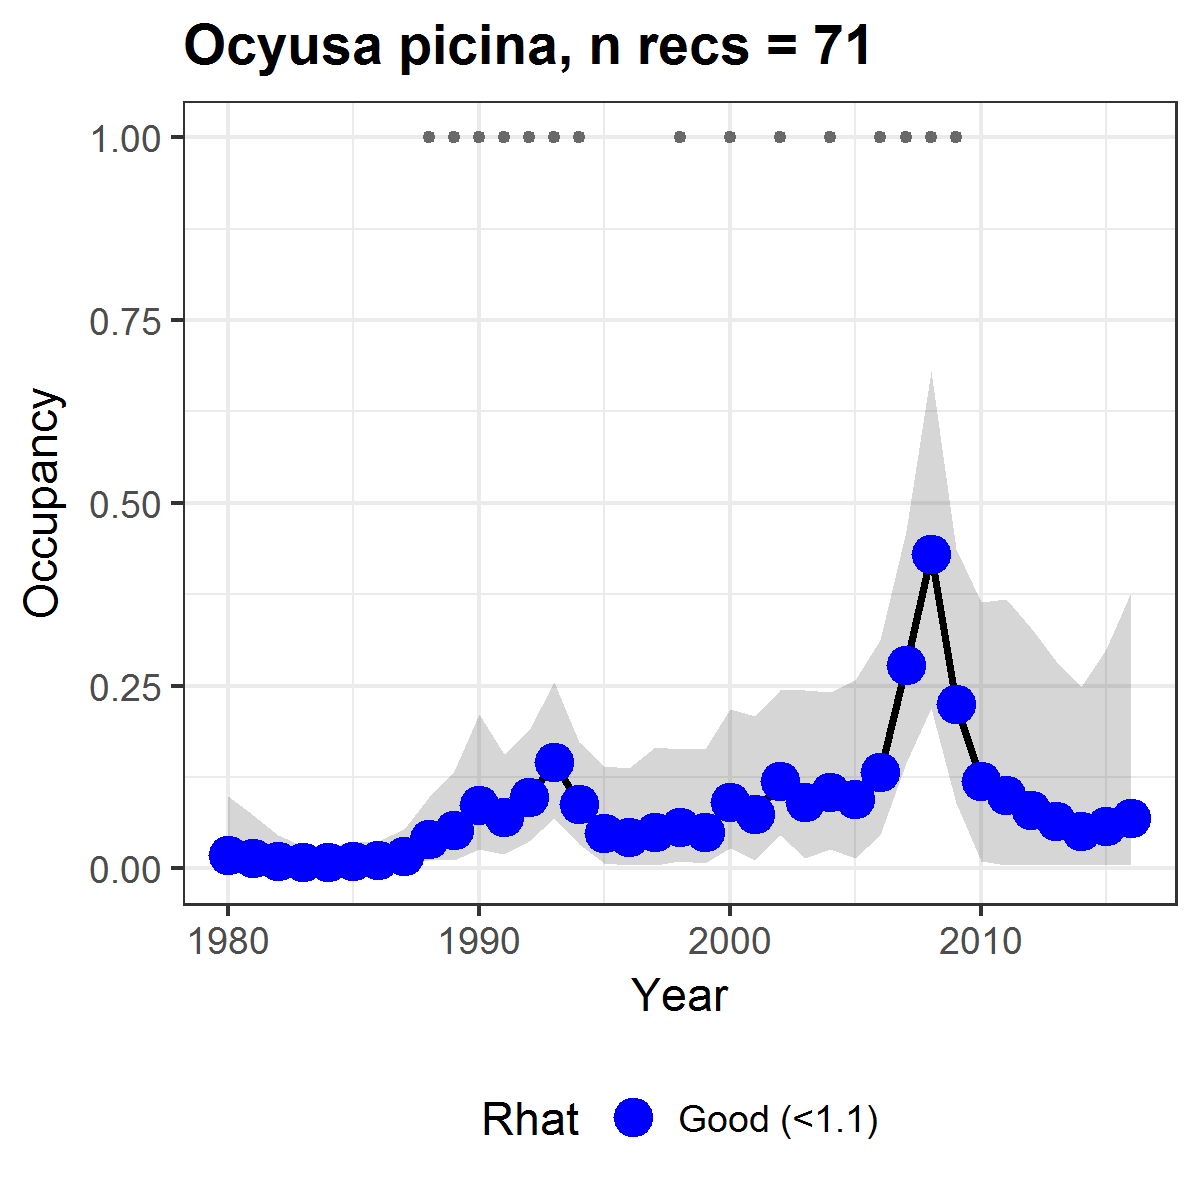 Ocyusa picina, n recs = 71
1.00
0.75
0.50
0.25
0.00
Occupancy
1980 1990 2000 2010
Year
Rhat Good (<1.1)